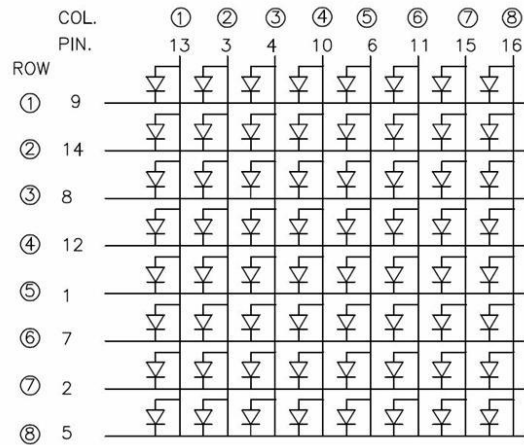 COL. ① ② ③ ④ ⑤ ⑥ ⑦ ⑧
PIN. 13 3 4 10 6 11 15 16
ROW
① 9
② 14
③ 8
④ 12
⑤ 1
⑥ 7
⑦ 2
⑧ 5